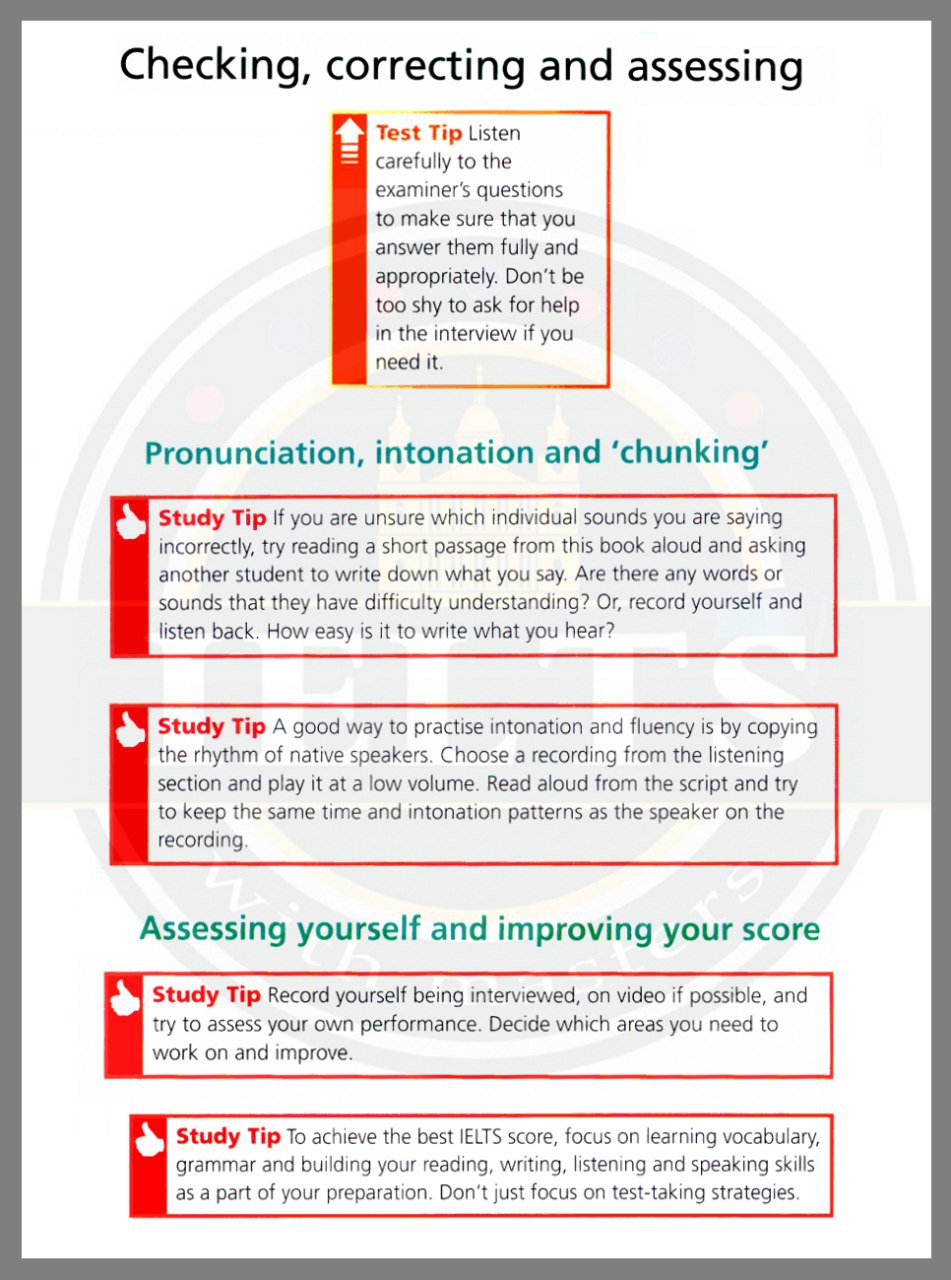 Checking, correcting and assessing
Test Tip Listen
carefully to the
examiner's questions
to make sure that you
answer them fully and
appropriately. Don't be
too shy to ask for help
in the interview if you
need it.
Pronunciation, intonation and 'chunking'
Study Tip If you are unsure which individual sounds you are saying
incorrectly, try reading a short passage from this book aloud and asking
another student to write down what you say. Are there any words or
sounds that they have difficulty understanding? Or, record yourself and
listen back. How easy is it to write what you hear?
IELTS
Study Tip A good way to practise intonation and fluency is by copying
the rhythm of native speakers. Choose a recording from the listening
section and play it at a low volume. Read aloud from the script and try
to keep the same time and intonation patterns as the speaker on the
recording.
with masters
Assessing yourself and improving your score
Study Tip Record yourself being interviewed, on video if possible, and
try to assess your own performance. Decide which areas you need to
work on and improve.
Study Tip To achieve the best IELTS score, focus on learning vocabulary,
grammar and building your reading, writing, listening and speaking skills
as a part of your preparation. Don't just focus on test-taking strategies.